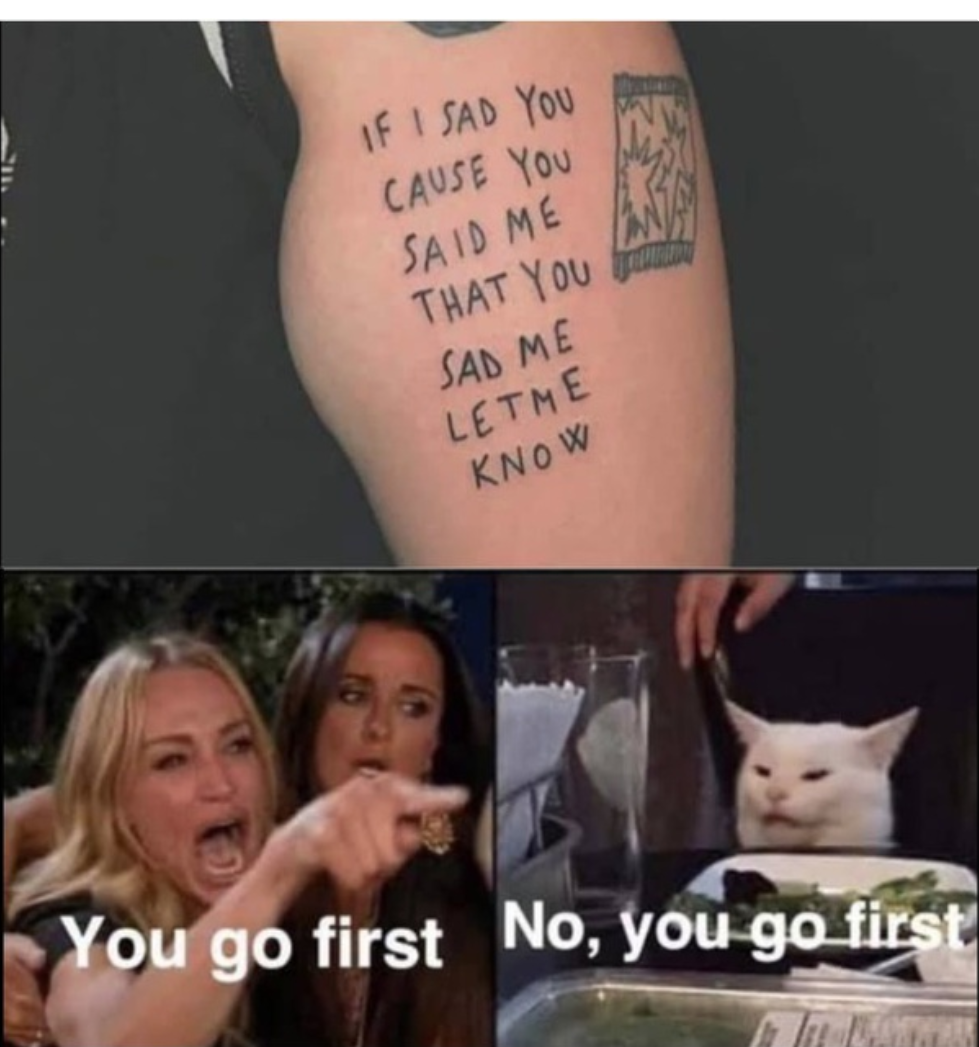 IF I SAD YOU
CAUSE YOU
SAID ME
THAT YOU
SAD ME
LETME
KNOW
You go first
No, you go first